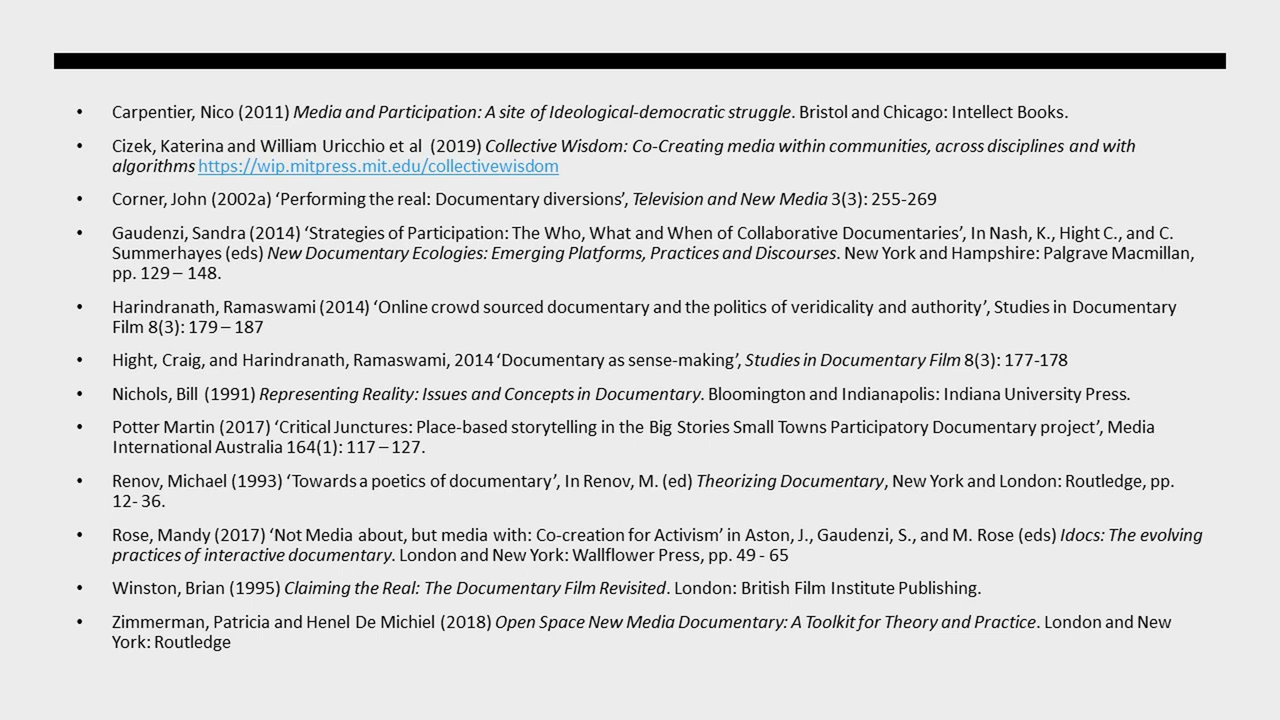 • Carpentier, Nico (2011) Media and Participation: A site of Ideological-democratic struggle. Bristol and Chicago: Intellect Books.
• Cizek, Katerina and William Uricchio et al (2019) Collective Wisdom: Co-Creating media within communities, across disciplines and with
algorithms https://wip.mitpress.mit.edu/collectivewisdom
• Corner, John (2002a) ‘Performing the real: Documentary diversions’, Television and New Media 3(3): 255-269
• Gaudenzi, Sandra (2014) ‘Strategies of Participation: The Who, What and When of Collaborative Documentaries’, In Nash, K., Hight C., and C.
Summerhayes (eds) New Documentary Ecologies: Emerging Platforms, Practices and Discourses. New York and Hampshire: Palgrave Macmillan,
pp. 129 – 148.
• Harindranath, Ramaswami (2014) ‘Online crowd sourced documentary and the politics of veridicality and authority’, Studies in Documentary
Film 8(3): 179 – 187
• Hight, Craig, and Harindranath, Ramaswami, 2014 ‘Documentary as sense-making’, Studies in Documentary Film 8(3): 177-178
• Nichols, Bill (1991) Representing Reality: Issues and Concepts in Documentary. Bloomington and Indianapolis: Indiana University Press.
• Potter Martin (2017) ‘Critical Junctures: Place-based storytelling in the Big Stories Small Towns Participatory Documentary project’, Media
International Australia 164(1): 117 – 127.
• Renov, Michael (1993) ‘Towards a poetics of documentary’, In Renov, M. (ed) Theorizing Documentary, New York and London: Routledge, pp.
12- 36.
• Rose, Mandy (2017) ‘Not Media about, but media with: Co-creation for Activism’ in Aston, J., Gaudenzi, S., and M. Rose (eds) Idocs: The evolving
practices of interactive documentary. London and New York: Wallflower Press, pp. 49 - 65
• Winston, Brian (1995) Claiming the Real: The Documentary Film Revisited. London: British Film Institute Publishing.
• Zimmerman, Patricia and Henel De Michiel (2018) Open Space New Media Documentary: A Toolkit for Theory and Practice. London and New
York: Routledge